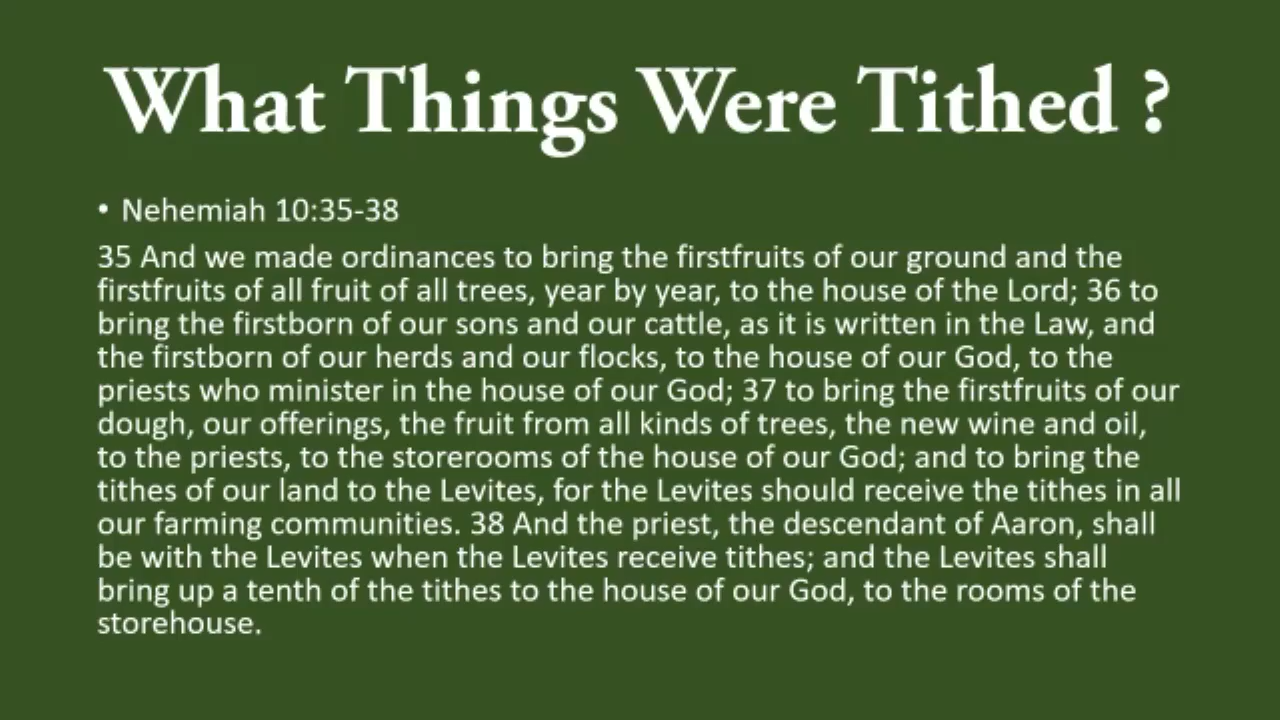 What Things Were Tithed ?
• Nehemiah 10:35-38
35 And we made ordinances to bring the firstfruits of our ground and the
firstfruits of all fruit of all trees, year by year, to the house of the Lord; 36 to
bring the firstborn of our sons and our cattle, as it is written in the Law, and
the firstborn of our herds and our flocks, to the house of our God, to the
priests who minister in the house of our God; 37 to bring the firstfruits of our
dough, our offerings, the fruit from all kinds of trees, the new wine and oil,
to the priests, to the storerooms of the house of our God; and to bring the
tithes of our land to the Levites, for the Levites should receive the tithes in all
our farming communities. 38 And the priest, the descendant of Aaron, shall
be with the Levites when the Levites receive tithes; and the Levites shall
bring up a tenth of the tithes to the house of our God, to the rooms of the
storehouse.